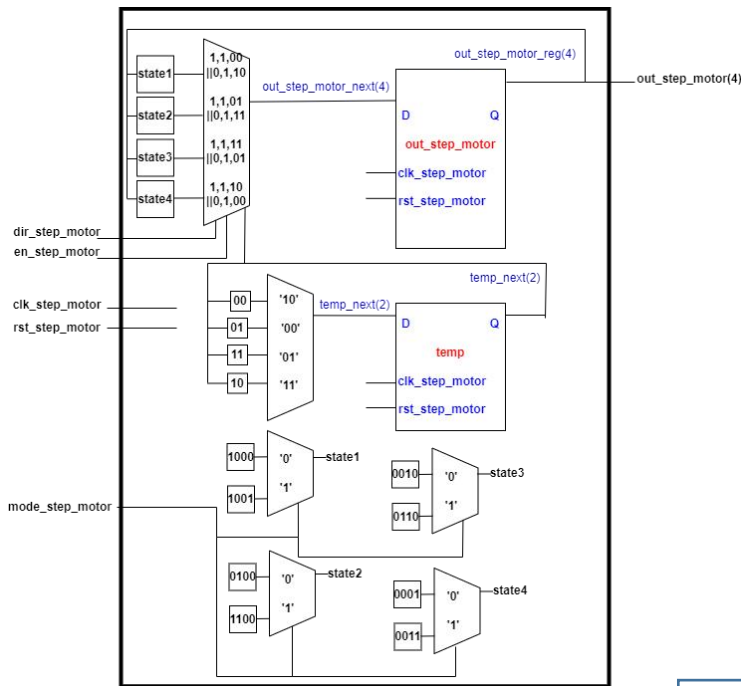 out_step_motor_reg(4)
out_step_motor(4)
state1
1,1,00
||0,1,10
out_step_motor_next(4)
state2
1,1,01
||0,1,11
D
Q
out_step_motor
state3
1,1,11
||0,1,01
clk_step_motor
state4
1,1,10
||0,1,00
rst_step_motor
dir_step_motor
en_step_motor
temp_next(2)
clk_step_motor
rst_step_motor
00
'10'
temp_next(2)
01
'00'
D
Q
11
'01'
temp
10
'11'
clk_step_motor
rst_step_motor
1000
'0'
state1
1001
'1'
0010
'0'
state3
0110
'1'
mode_step_motor
0100
'0'
state2
1100
'1'
0001
'0'
state4
0011
'1'